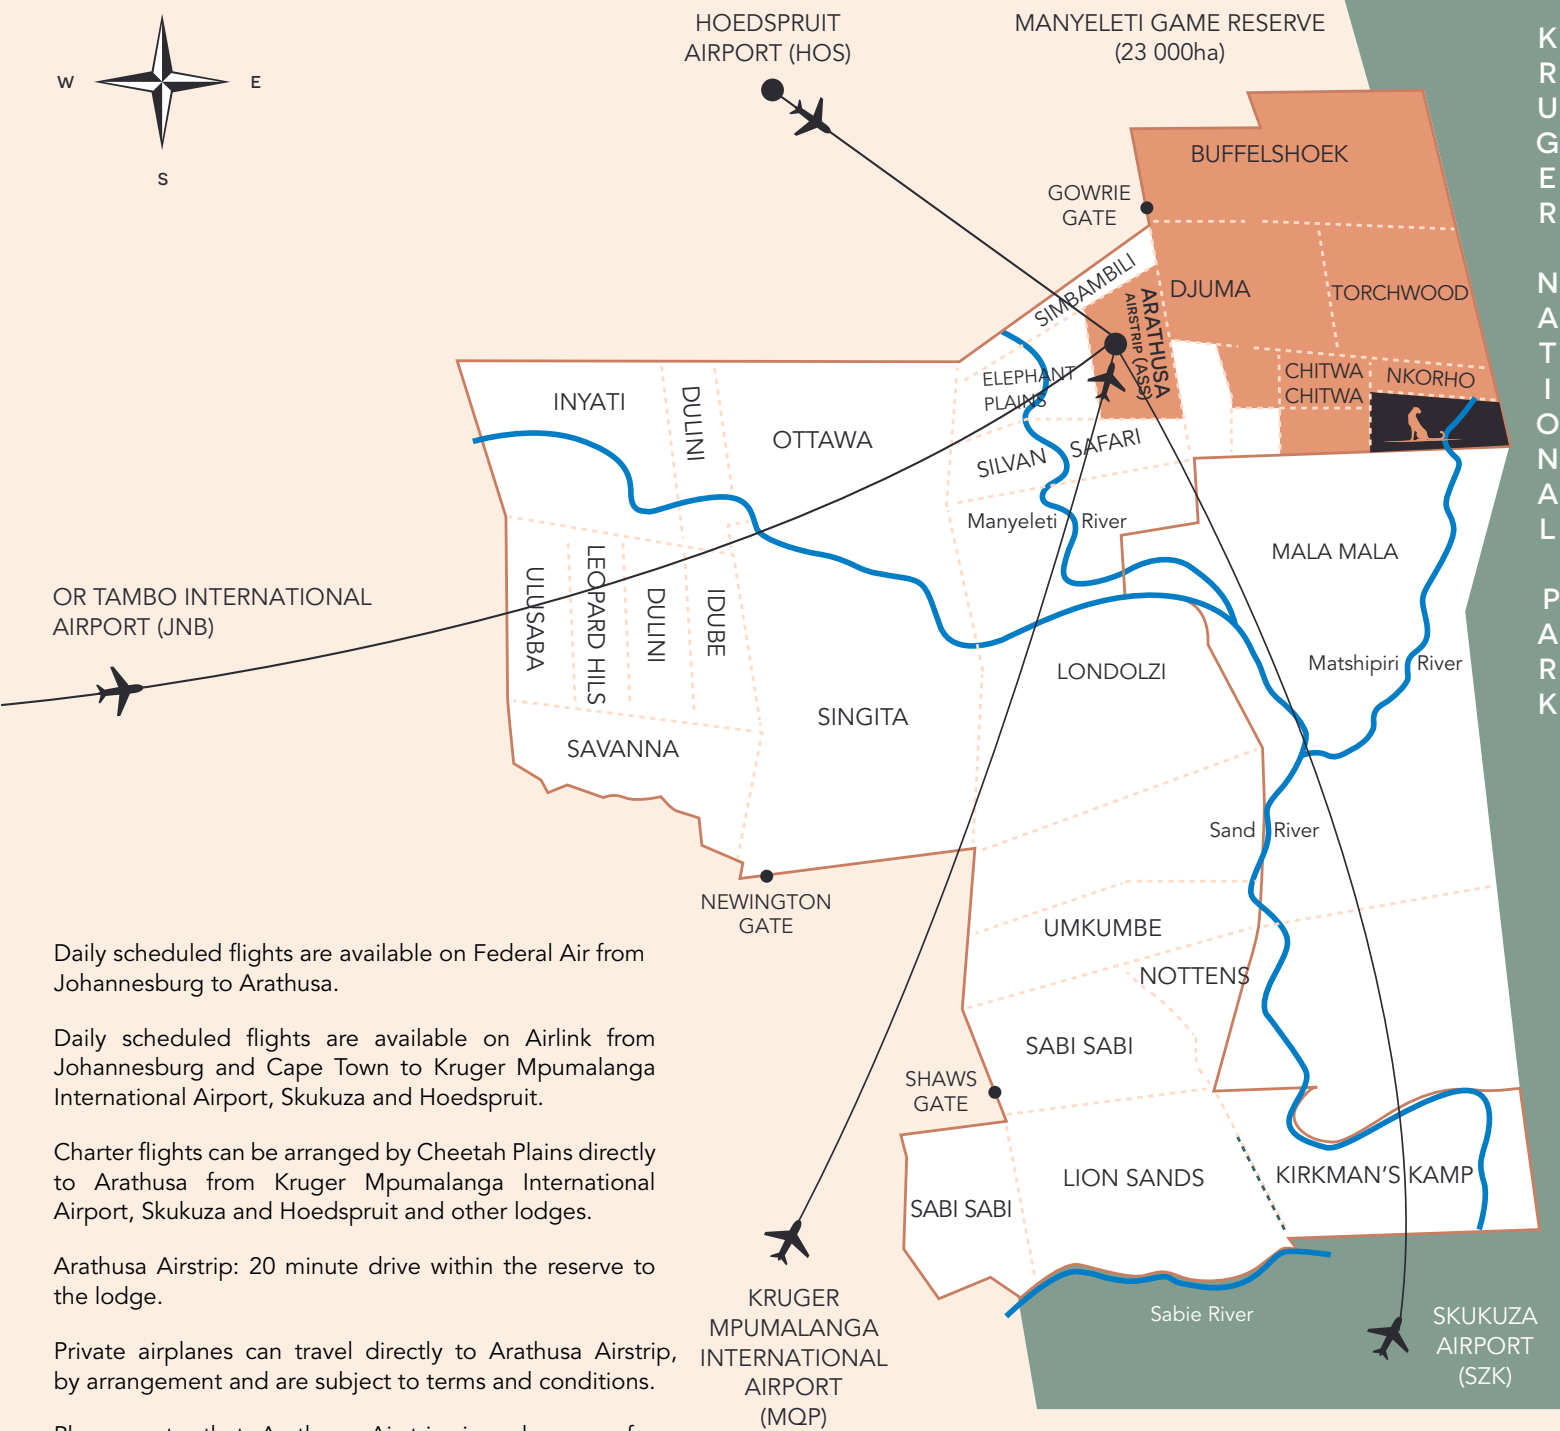 HOEDSPRUIT
AIRPORT (HOS)
MANYELETI GAME RESERVE
(23 000ha)
W
E
S
KRUGER NATIONAL PARK
BUFFELSHOEK
GOWRIE
GATE
SIMBAMBILI
ARATHUSA
AIRSTRIP (ASS)
DJUMA
TORCHWOOD
ELEPHANT
PLAINS
CHITWA
CHITWA
NKORHO
INYATI
DULINI
OTTAWA
SILVAN SAFARI
Manyeleti River
MALA MALA
OR TAMBO INTERNATIONAL
AIRPORT (JNB)
ULUSABA
LEOPARD HILS
DULINI
IDUBE
LONDOLZI
Matshipiri River
SINGITA
SAVANNA
Sand River
NEWINGTON
GATE
UMKUMBE
NOTTENS
SABI SABI
SHAWS
GATE
LION SANDS
KIRKMAN'S KAMP
SABI SABI
Sabie River
KRUGER
MPUMALANGA
INTERNATIONAL
AIRPORT
(MQP)
SKUKUZA
AIRPORT
(SZK)
Daily scheduled flights are available on Federal Air from
Johannesburg to Arathusa.
Daily scheduled flights are available on Airlink from
Johannesburg and Cape Town to Kruger Mpumalanga
International Airport, Skukuza and Hoedspruit.
Charter flights can be arranged by Cheetah Plains directly
to Arathusa from Kruger Mpumalanga International
Airport, Skukuza and Hoedspruit and other lodges.
Arathusa Airstrip: 20 minute drive within the reserve to
the lodge.
Private airplanes can travel directly to Arathusa Airstrip,
by arrangement and are subject to terms and conditions.